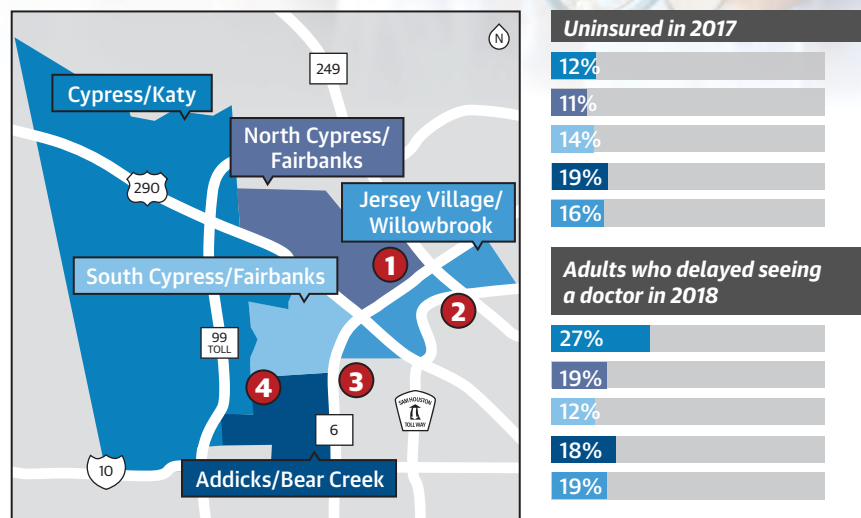 N
249
Cypress/Katy
North Cypress/
Fairbanks
290
Jersey Village/
Willowbrook
1
South Cypress/Fairbanks
2
99
TOLL
3
4
SAM HOUSTON
TOLLWAY
6
10
Addicks/Bear Creek
Uninsured in 2017
12%
11%
14%
19%
16%
Adults who delayed seeing
a doctor in 2018
27%
19%
12%
18%
19%